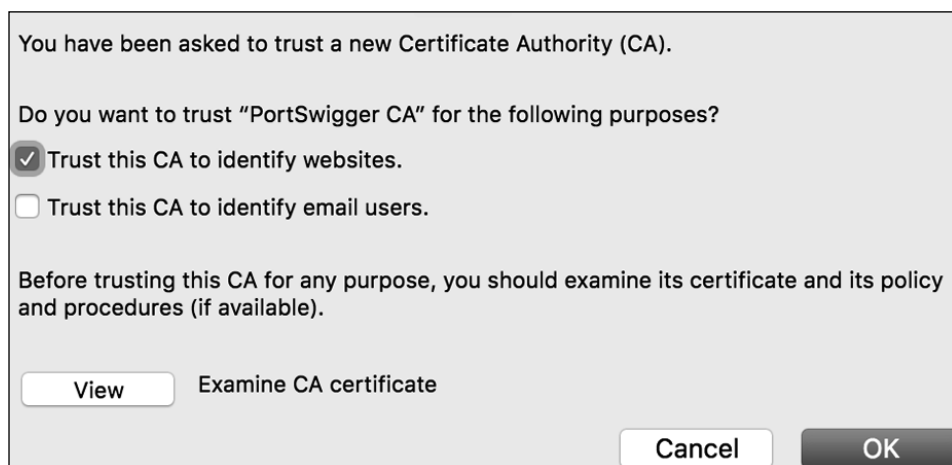 You have been asked to trust a new Certificate Authority (CA).
Do you want to trust “PortSwigger CA” for the following purposes?
Trust this CA to identify websites.
Trust this CA to identify email users.
Before trusting this CA for any purpose, you should examine its certificate and its policy
and procedures (if available).
View Examine CA certificate
Cancel OK